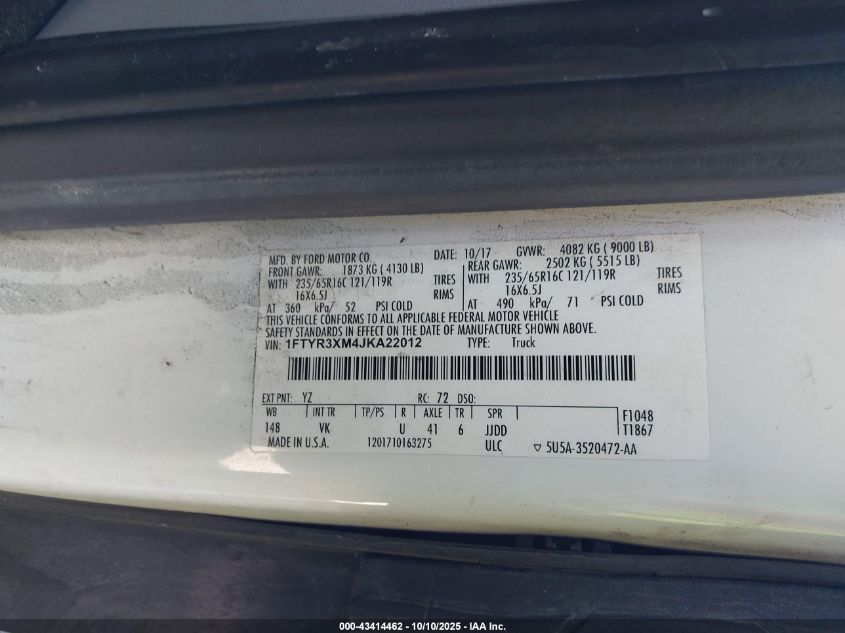 MFD. BY FORD MOTOR CO. DATE: 10/17 GVWR: 4082 KG ( 9000 LB)
FRONT GAWR: 1873 KG ( 4130 LB) REAR GAWR: 2502 KG ( 5515 LB)
WITH 235/65R16C 121/119R TIRES WITH 235/65R16C 121/119R TIRES
16X6.5J RIMS 16X6.5J RIMS
AT 360 kPa/ 52 PSI COLD AT 490 kPa/ 71 PSI COLD
THIS VEHICLE CONFORMS TO ALL APPLICABLE FEDERAL MOTOR VEHICLE
SAFETY STANDARDS IN EFFECT ON THE DATE OF MANUFACTURE SHOWN ABOVE.
VIN: 1FTYR3XM4JKA22012 TYPE: Truck
EXT PNT: YZ RC: 72 DSO:
WB INT TR TP/PS R AXLE TR SPR F1048
148 VK U 41 6 JJDD T1867
MADE IN U.S.A. 1201710163275 ULC ▽ 5U5A-3520472-AA
000-43414462 - 10/10/2025 - IAA Inc.